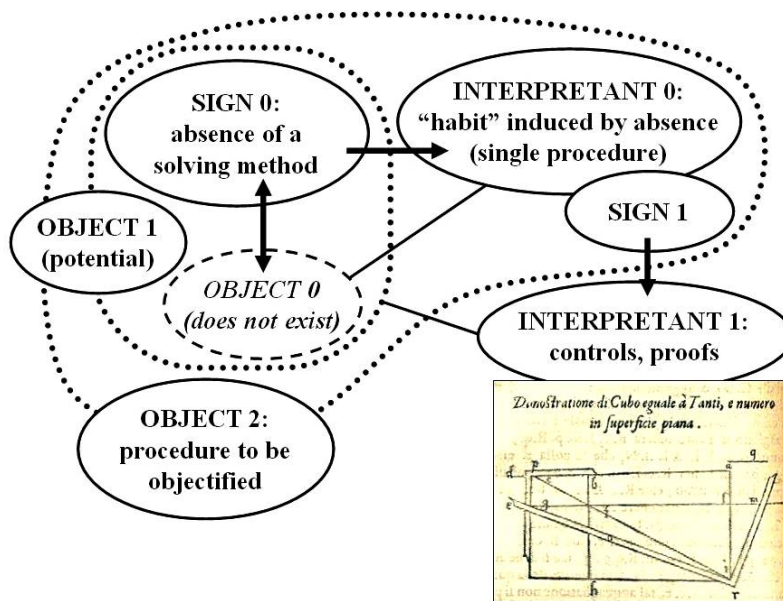 SIGN 0:
absence of a
solving method
INTERPRETANT 0:
“habit” induced by absence
(single procedure)
SIGN 1
OBJECT 1
(potential)
OBJECT 0
(does not exist)
INTERPRETANT 1:
controls, proofs
OBJECT 2:
procedure to be
objectified
Dimostratione di Cubo eguale à Tanti, e numero
in superficie piana.